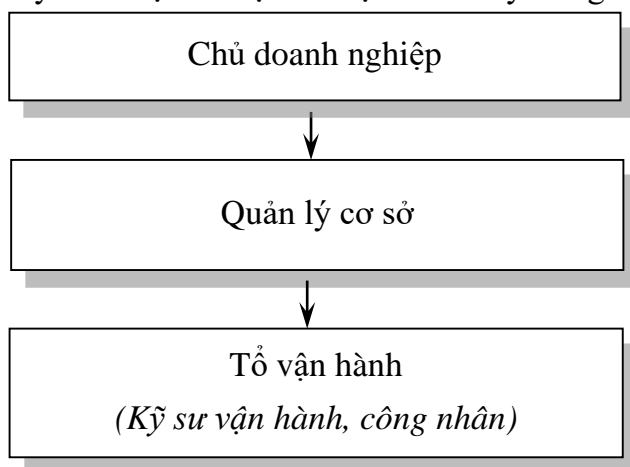 Chủ doanh nghiệp
Quản lý cơ sở
Tổ vận hành
(Kỹ sư vận hành, công nhân)